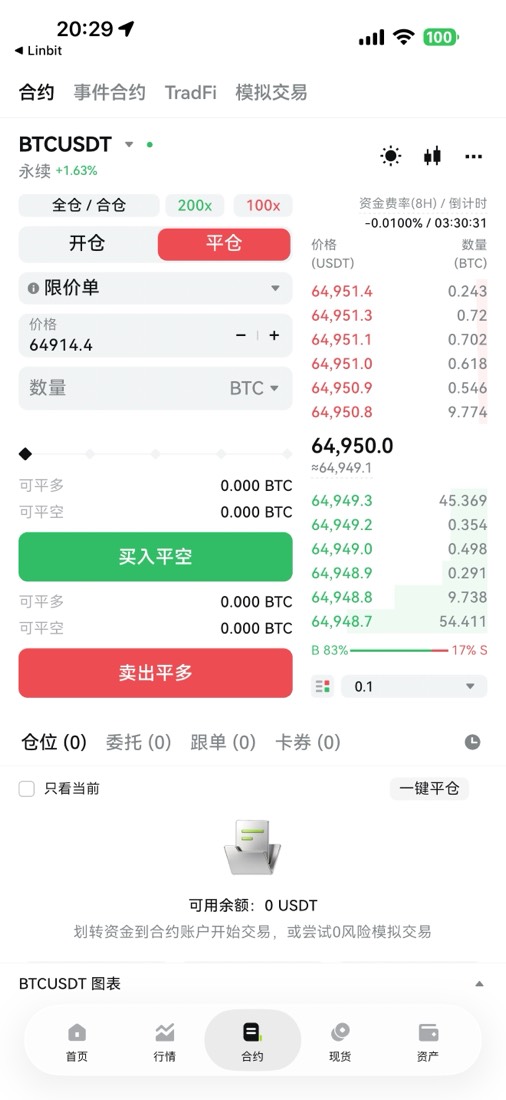 20:29
100
Linbit
合约 事件合约 TradFi 模拟交易
BTCUSDT
永续 +1.63%
全仓 / 合仓 200x 100x
开仓 平仓
限价单
价格
64914.4
数量 BTC
可平多 0.000 BTC
可平空 0.000 BTC
买入平空
可平多 0.000 BTC
可平空 0.000 BTC
卖出平多
资金费率(8H) / 倒计时
-0.0100% / 03:30:31
价格 数量
(USDT) (BTC)
64,951.4 0.243
64,951.3 0.72
64,951.1 0.702
64,951.0 0.618
64,950.9 0.546
64,950.8 9.774
64,950.0
≈64,949.1
64,949.3 45.369
64,949.2 0.354
64,949.0 0.498
64,948.9 0.291
64,948.8 9.738
64,948.7 54.411
B 83% 17% S
0.1
仓位 (0) 委托 (0) 跟单 (0) 卡券 (0)
只看当前 一键平仓
可用余额：0 USDT
划转资金到合约账户开始交易，或尝试0风险模拟交易
BTCUSDT 图表
首页 行情 合约 现货 资产